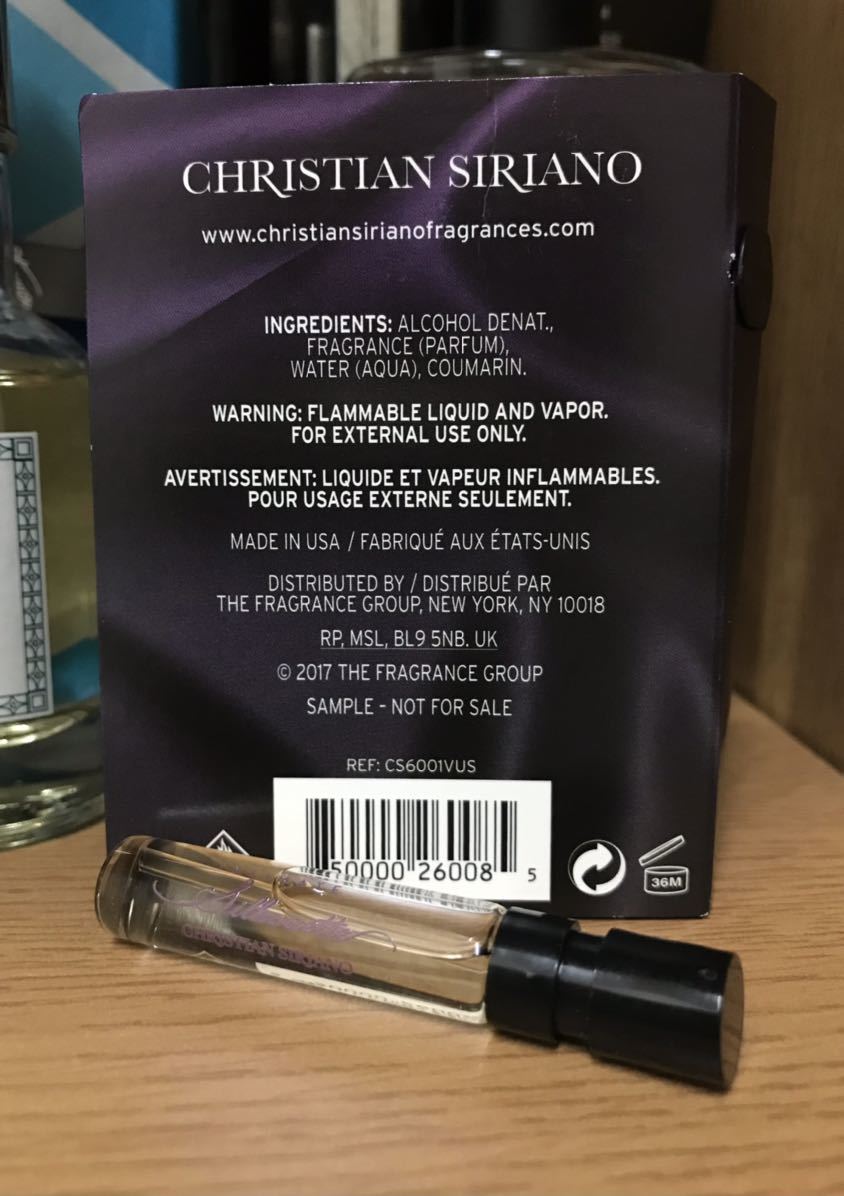 CHRISTIAN SIRIANO
www.christiansirianofragrances.com
INGREDIENTS: ALCOHOL DENAT.,
FRAGRANCE (PARFUM),
WATER (AQUA), COUMARIN.
WARNING: FLAMMABLE LIQUID AND VAPOR.
FOR EXTERNAL USE ONLY.
AVERTISSEMENT: LIQUIDE ET VAPEUR INFLAMMABLES.
POUR USAGE EXTERNE SEULEMENT.
MADE IN USA / FABRIQUÉ AUX ÉTATS-UNIS
DISTRIBUTED BY / DISTRIBUÉ PAR
THE FRAGRANCE GROUP, NEW YORK, NY 10018
RP, MSL, BL9 5NB. UK
© 2017 THE FRAGRANCE GROUP
SAMPLE - NOT FOR SALE
REF: CS6001VUS
50000 26008 5
36M
Silhouette
CHRISTIAN SIRIANO